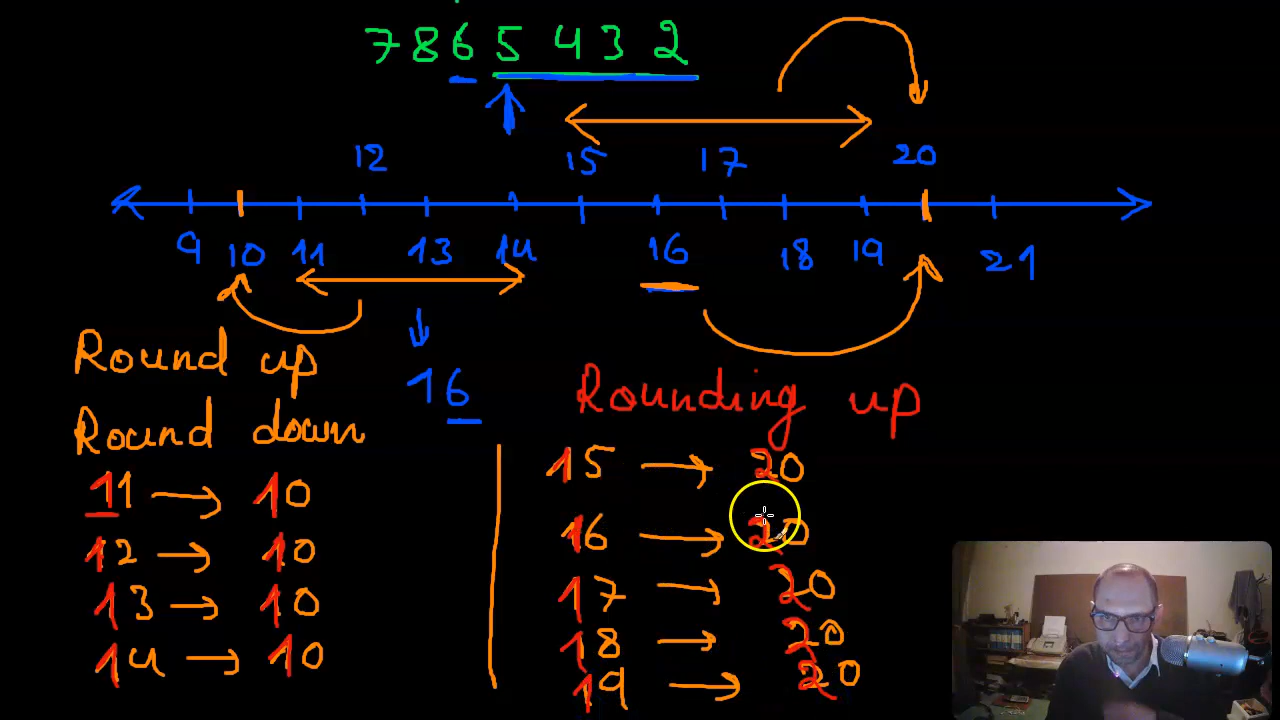 7865432
12 15 17 20
9 10 11 13 14 16 18 19 21
16
Round up
Round down
11 → 10
12 → 10
13 → 10
14 → 10
Rounding up
15 → 20
16 → 20
17 → 20
18 → 20
19 → 20